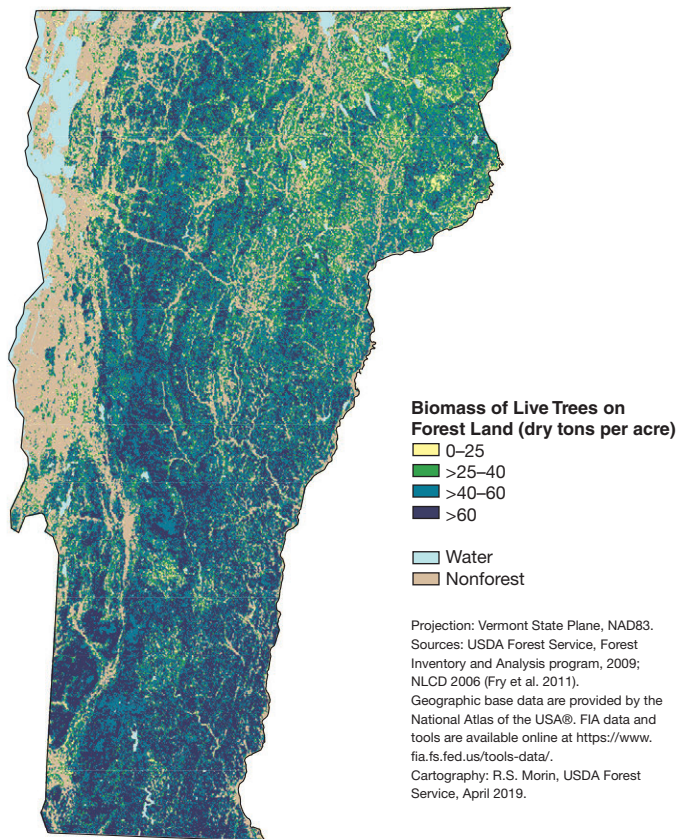 Biomass of Live Trees on
Forest Land (dry tons per acre)
0–25
>25–40
>40–60
>60
Water
Nonforest
Projection: Vermont State Plane, NAD83.
Sources: USDA Forest Service, Forest
Inventory and Analysis program, 2009;
NLCD 2006 (Fry et al. 2011).
Geographic base data are provided by the
National Atlas of the USA®. FIA data and
tools are available online at https://www.
fia.fs.fed.us/tools-data/.
Cartography: R.S. Morin, USDA Forest
Service, April 2019.